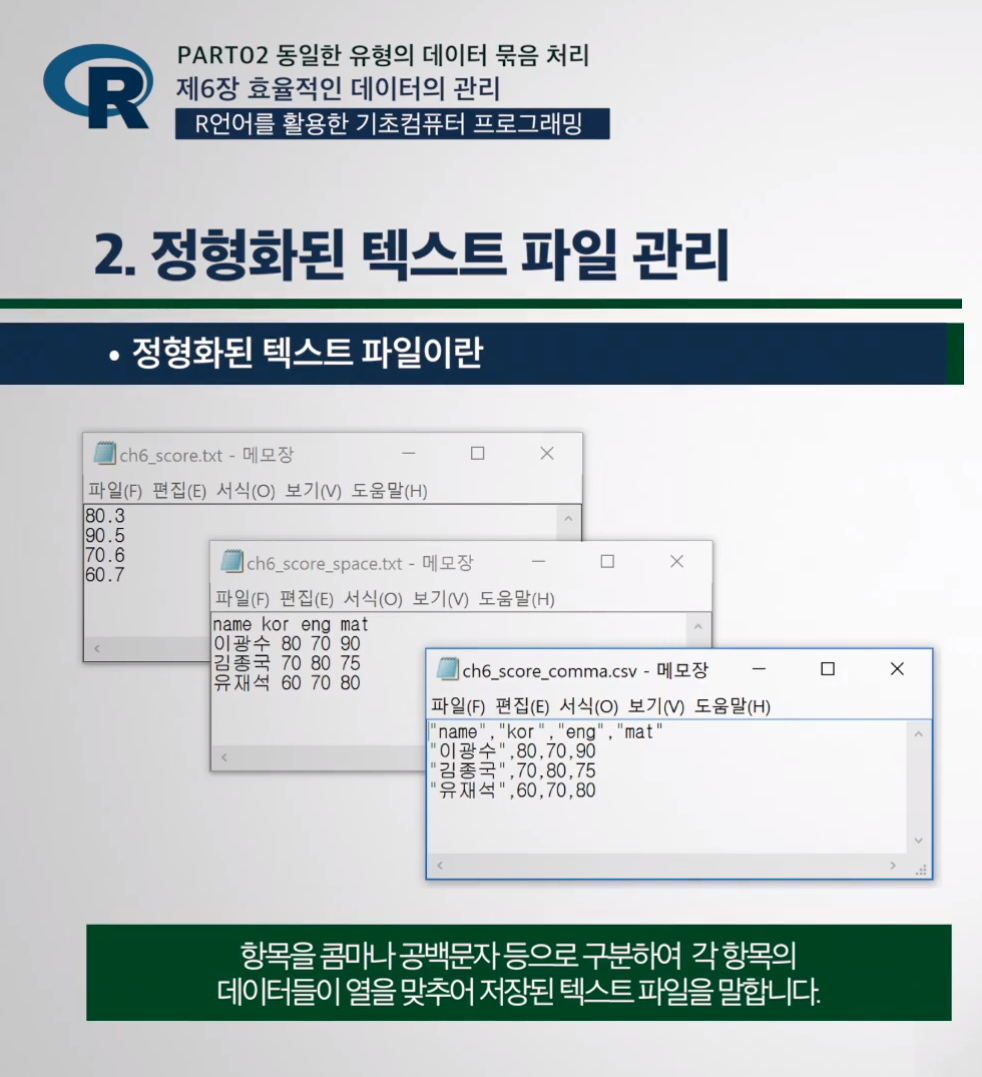 R
PART02 동일한 유형의 데이터 묶음 처리
제6장 효율적인 데이터의 관리
R언어를 활용한 기초컴퓨터 프로그래밍
2. 정형화된 텍스트 파일 관리
• 정형화된 텍스트 파일이란
ch6_score.txt - 메모장
파일(F) 편집(E) 서식(O) 보기(V) 도움말(H)
80.3
90.5
70.6
60.7
ch6_score_space.txt - 메모장
파일(F) 편집(E) 서식(O) 보기(V) 도움말(H)
name kor eng mat
이광수 80 70 90
김종국 70 80 75
유재석 60 70 80
ch6_score_comma.csv - 메모장
파일(F) 편집(E) 서식(O) 보기(V) 도움말(H)
"name","kor","eng","mat"
"이광수",80,70,90
"김종국",70,80,75
"유재석",60,70,80
항목을 콤마나 공백문자 등으로 구분하여 각 항목의
데이터들이 열을 맞추어 저장된 텍스트 파일을 말합니다.